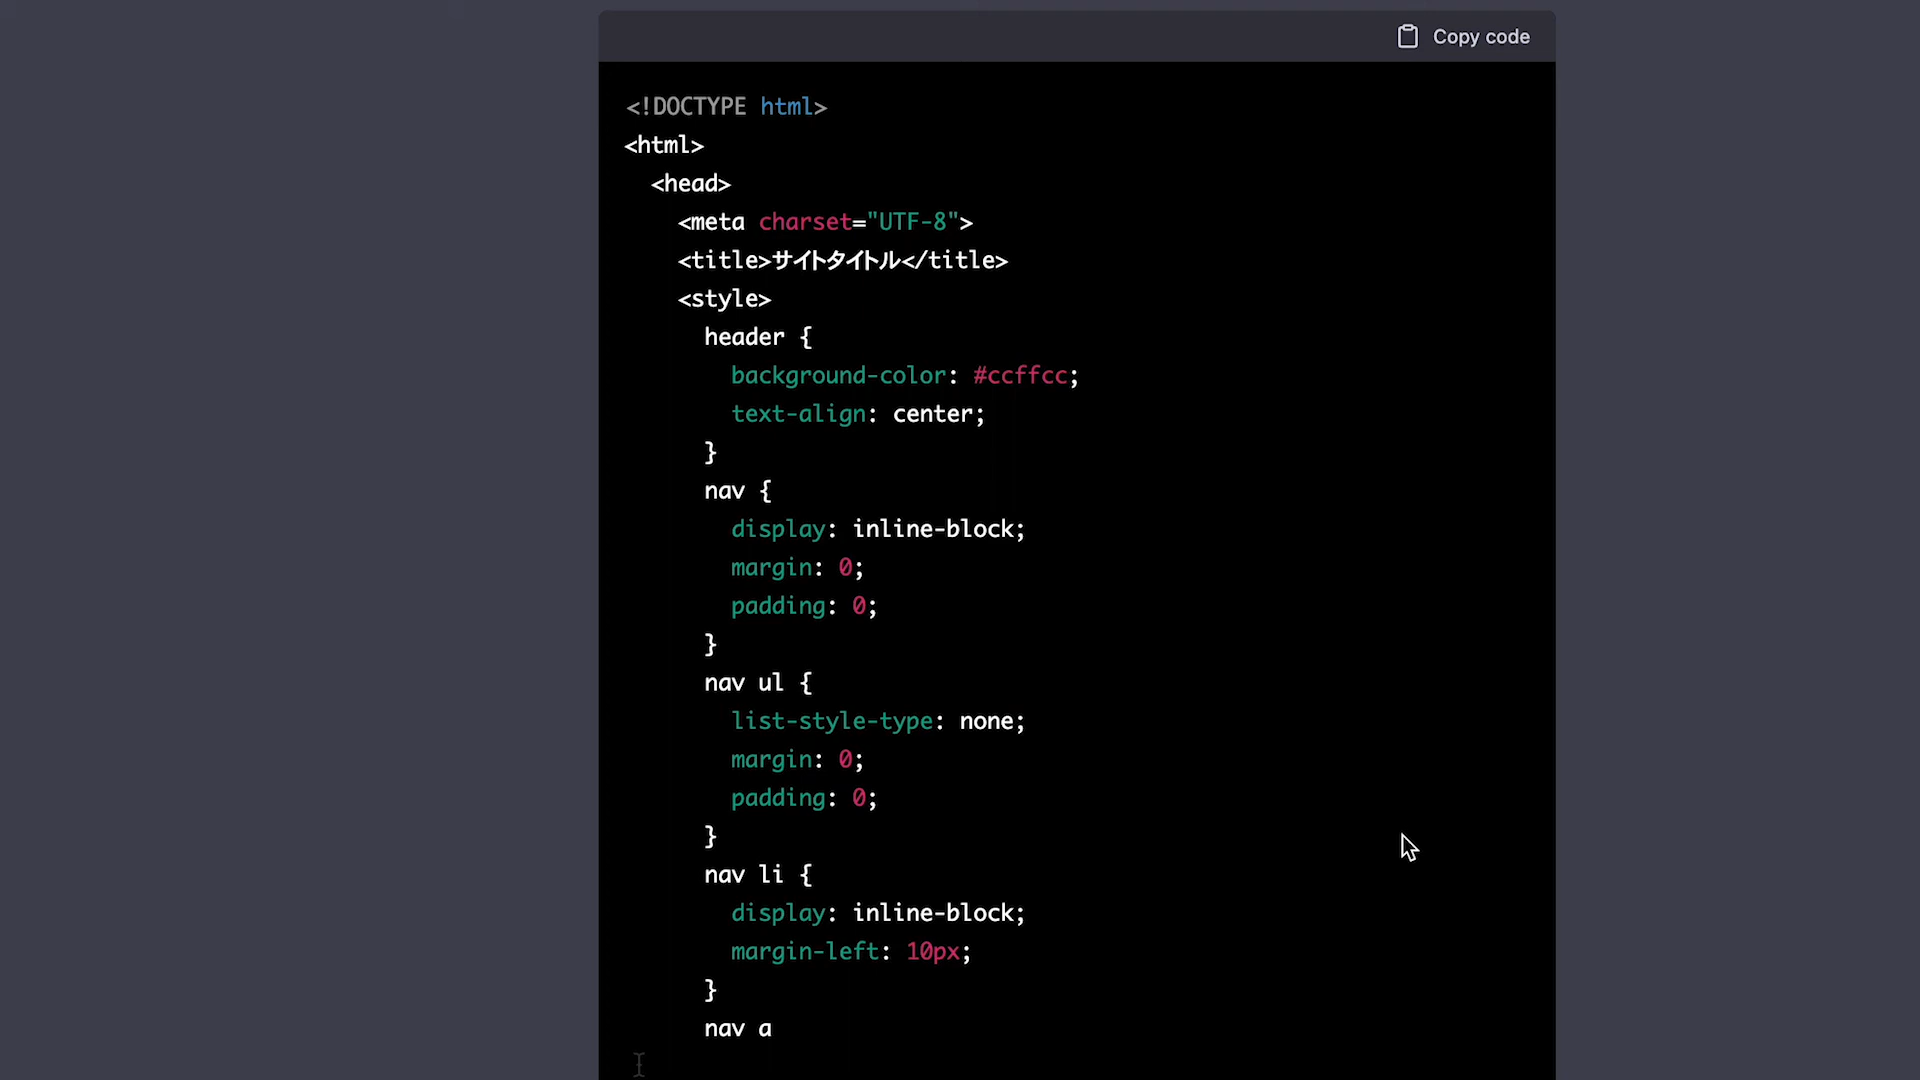 Copy code
<!DOCTYPE html>
<html>
<head>
<meta charset="UTF-8">
<title>サイトタイトル</title>
<style>
header {
background-color: #ccffcc;
text-align: center;
}
nav {
display: inline-block;
margin: 0;
padding: 0;
}
nav ul {
list-style-type: none;
margin: 0;
padding: 0;
}
nav li {
display: inline-block;
margin-left: 10px;
}
nav a